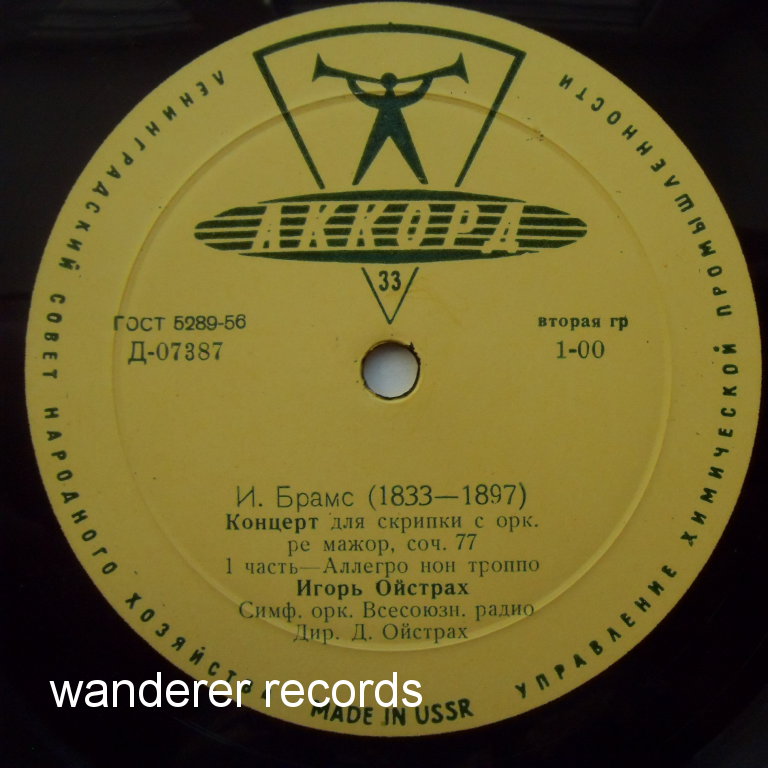 ЛЕНИНГРАДСКИЙ СОВЕТ НАРОДНОГО ХОЗЯЙСТВ
УПРАВЛЕНИЕ ХИМИЧЕСКОЙ ПРОМЫШЛЕННОСТИ
АККОРД
33
ГОСТ 5289-56
Д-07387
вторая гр
1-00
И. Брамс (1833—1897)
Концерт для скрипки с орк.
ре мажор, соч. 77
1 часть—Аллегро нон троппо
Игорь Ойстрах
Симф. орк. Всесоюзн. радио
Дир. Д. Ойстрах
wanderer records
MADE IN USSR